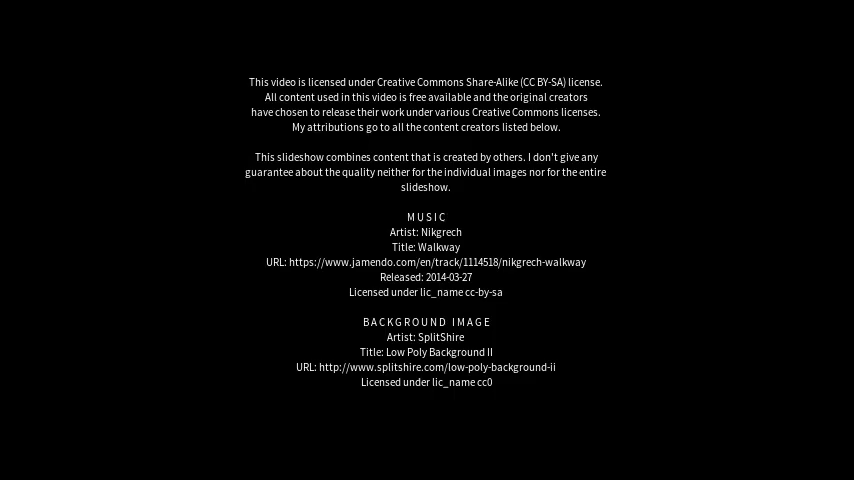 This video is licensed under Creative Commons Share-Alike (CC BY-SA) license.
All content used in this video is free available and the original creators
have chosen to release their work under various Creative Commons licenses.
My attributions go to all the content creators listed below.
This slideshow combines content that is created by others. I don't give any
guarantee about the quality neither for the individual images nor for the entire
slideshow.
MUSIC
Artist: Nikgrech
Title: Walkway
URL: https://www.jamendo.com/en/track/1114518/nikgrech-walkway
Released: 2014-03-27
Licensed under lic_name cc-by-sa
BACKGROUND IMAGE
Artist: SplitShire
Title: Low Poly Background II
URL: http://www.splitshire.com/low-poly-background-ii
Licensed under lic_name cc0